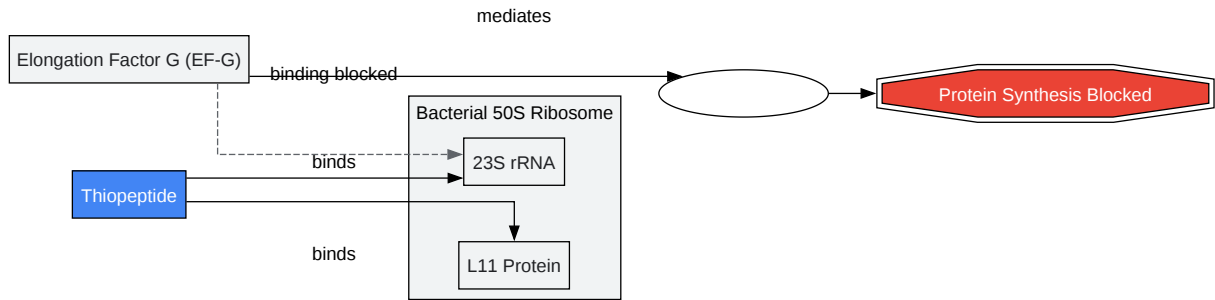 mediates
Elongation Factor G (EF-G)
binding blocked
Protein Synthesis Blocked
Bacterial 50S Ribosome
binds
23S rRNA
Thiopeptide
binds
L11 Protein